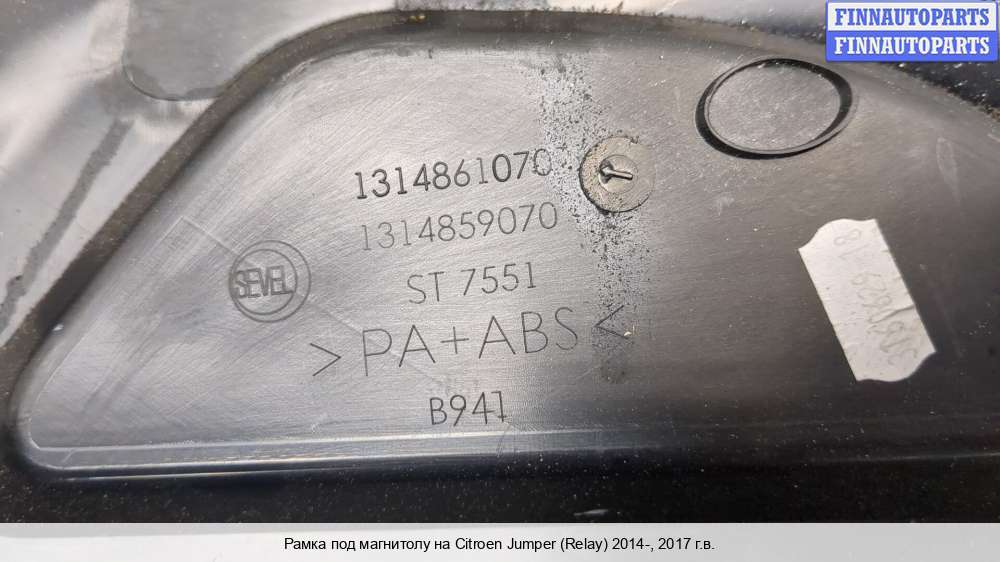 FINNAUTOPARTS
FINNAUTOPARTS
1314861070
1314859070
SEVEL
ST 7551
>PA+ABS<
B941
Рамка под магнитолу на Citroen Jumper (Relay) 2014-, 2017 г.в.